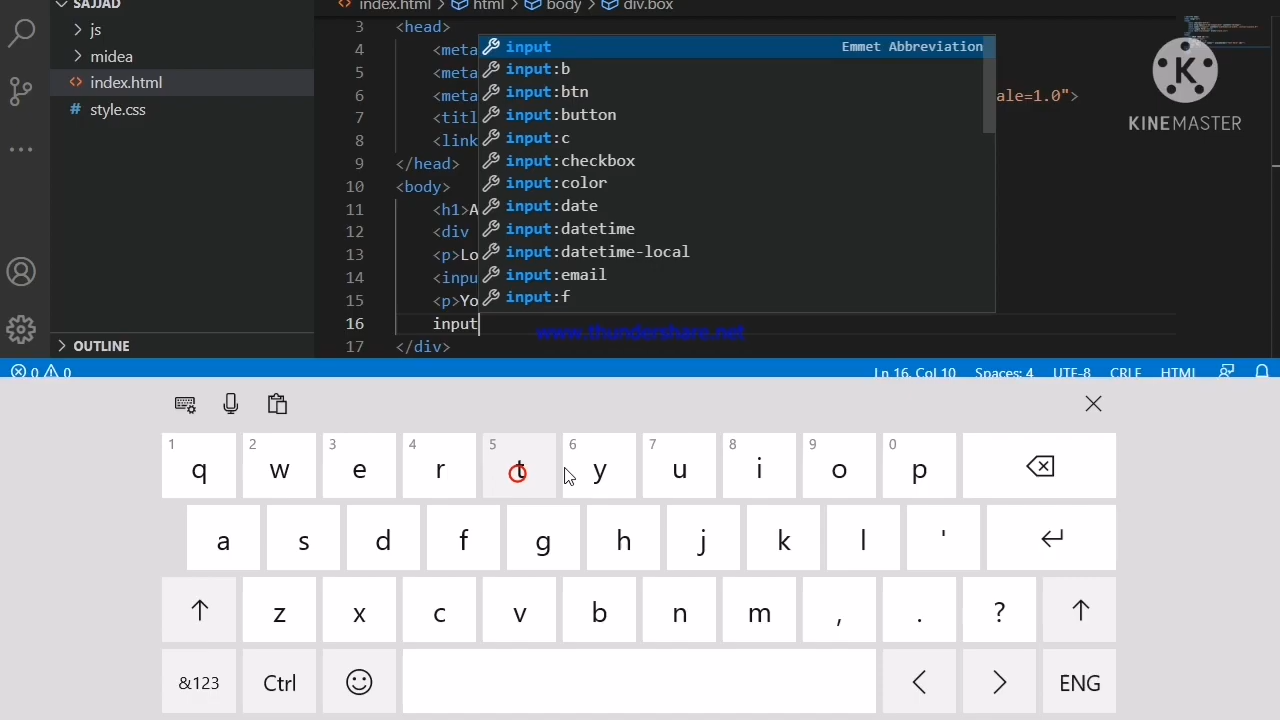 SAJJAD
js
midea
index.html
style.css
OUTLINE
index.html > html > body > div.box
3 <head>
4 <meta
5 <meta
6 <meta ale=1.0">
7 <titl
8 <link
9 </head>
10 <body>
11 <h1>A
12 <div
13 <p>Lo
14 <inpu
15 <p>Yo
16 input
17 </div>
input Emmet Abbreviation
input:b
input:btn
input:button
input:c
input:checkbox
input:color
input:date
input:datetime
input:datetime-local
input:email
input:f
KINEMASTER
www.thundershare.net
0 0 Ln 16, Col 10 Spaces: 4 UTF-8 CRLF HTML
1 2 3 4 5 6 7 8 9 0
q w e r t y u i o p
a s d f g h j k l '
z x c v b n m , . ?
&123 Ctrl < > ENG